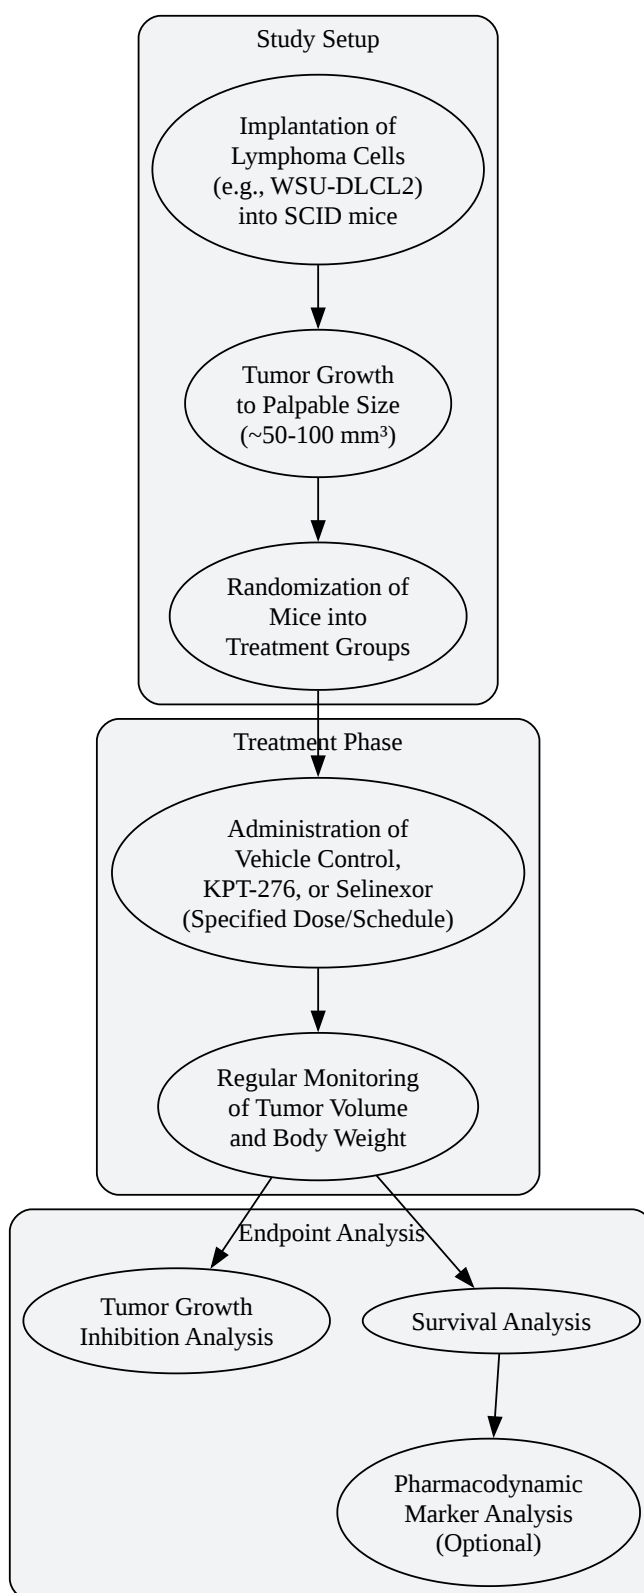 Study Setup
Implantation of
Lymphoma Cells
(e.g., WSU-DLCL2)
into SCID mice
Tumor Growth
to Palpable Size
(~50-100 mm³)
Randomization of
Mice into
Treatment Groups
Treatment Phase
Administration of
Vehicle Control,
KPT-276, or Selinexor
(Specified Dose/Schedule)
Regular Monitoring
of Tumor Volume
and Body Weight
Endpoint Analysis
Tumor Growth
Inhibition Analysis
Survival Analysis
Pharmacodynamic
Marker Analysis
(Optional)